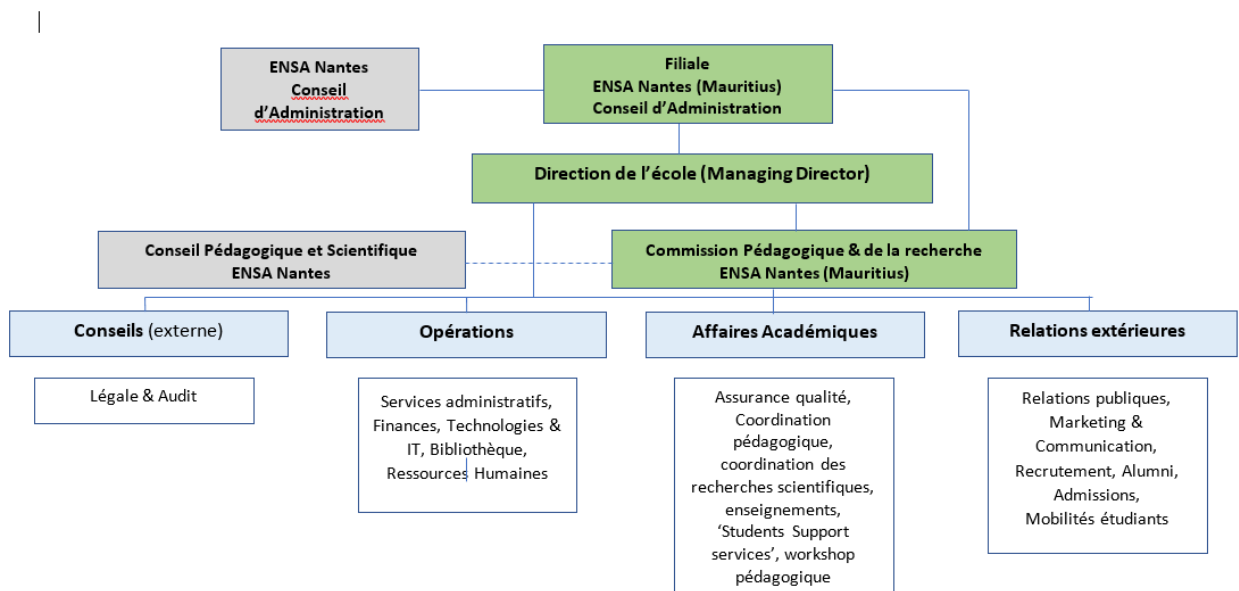 ENSA Nantes
Conseil
d'Administration
Filiale
ENSA Nantes (Mauritius)
Conseil d'Administration
Direction de l'école (Managing Director)
Conseil Pédagogique et Scientifique
ENSA Nantes
Commission Pédagogique & de la recherche
ENSA Nantes (Mauritius)
Conseils (externe)
Opérations
Affaires Académiques
Relations extérieures
Légale & Audit
Services administratifs,
Finances, Technologies &
IT, Bibliothèque,
Ressources Humaines
Assurance qualité,
Coordination
pédagogique,
coordination des
recherches scientifiques,
enseignements,
‘Students Support
services’, workshop
pédagogique
Relations publiques,
Marketing &
Communication,
Recrutement, Alumni,
Admissions,
Mobilités étudiants